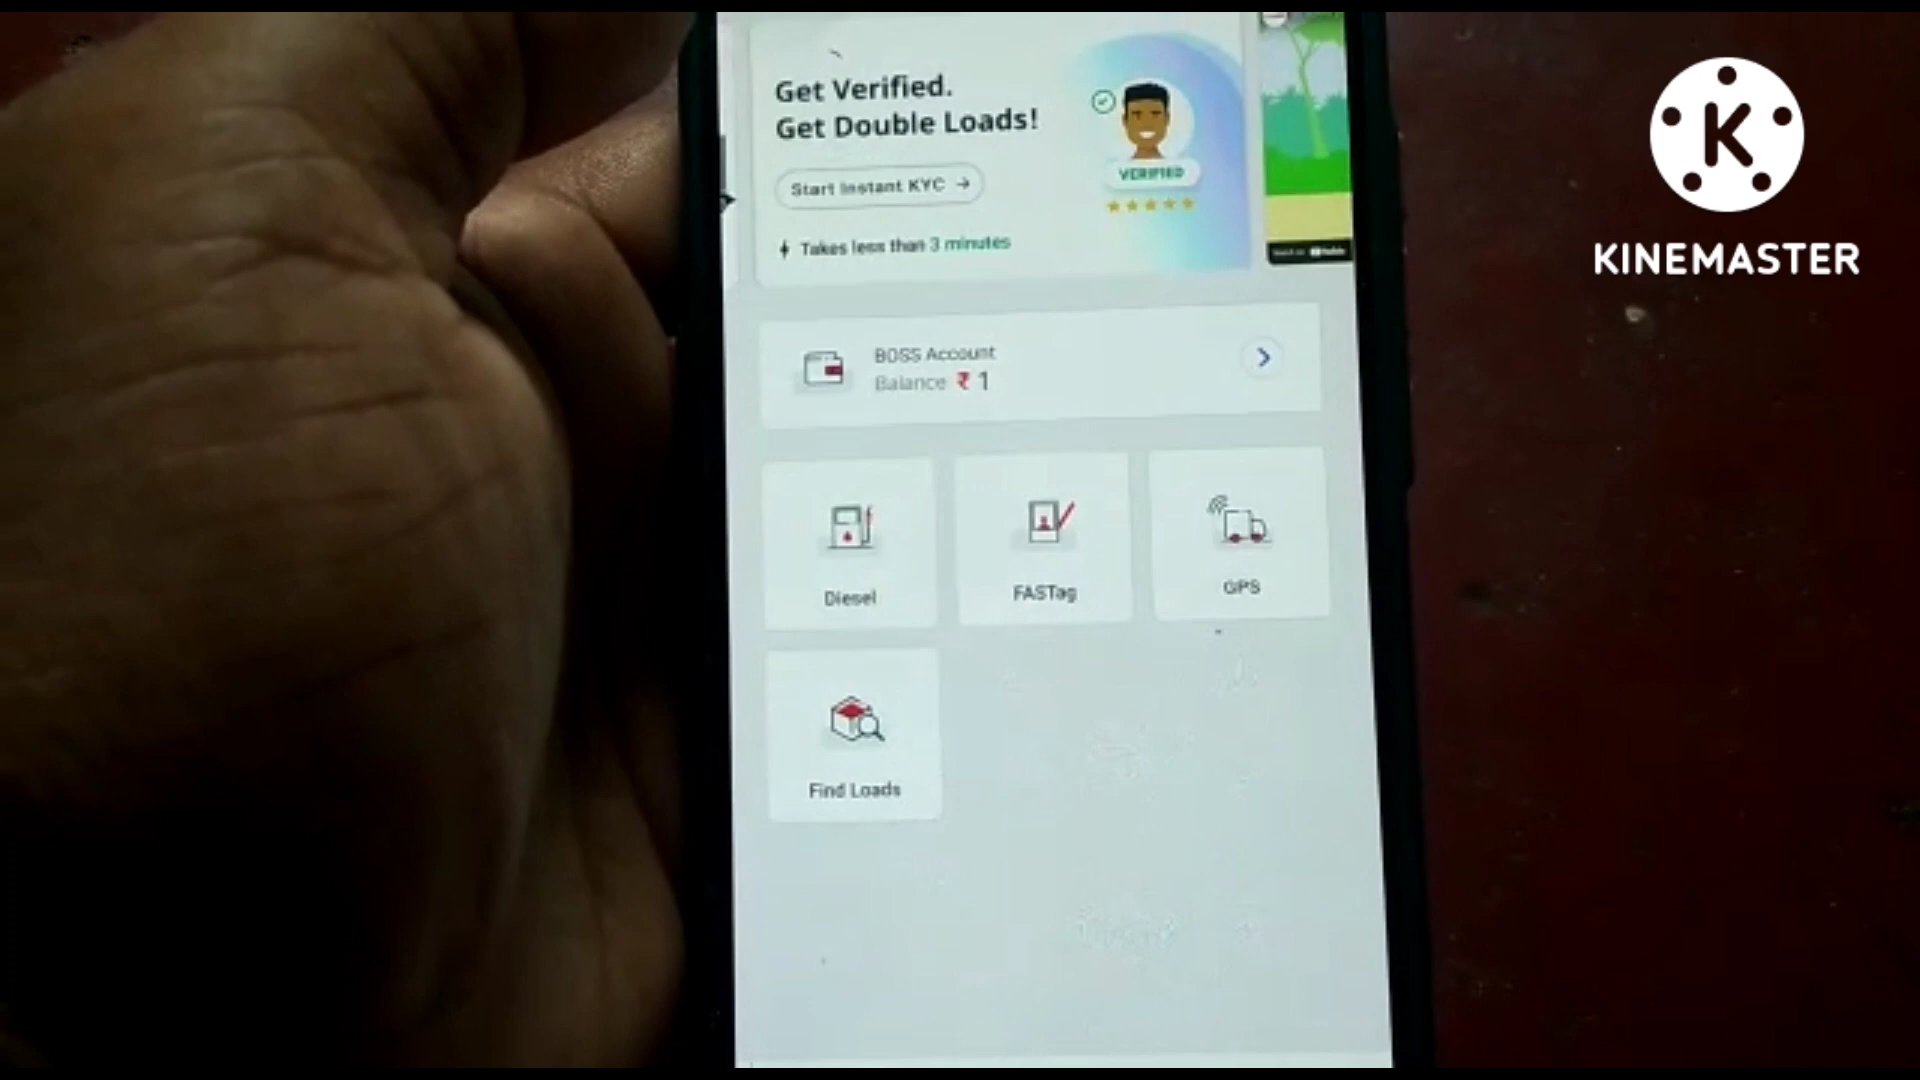 Get Verified.
Get Double Loads!
Start Instant KYC
VERIFIED
Takes less than 3 minutes
BOSS Account
Balance ₹ 1
Diesel
FASTag
GPS
Find Loads
K
KINEMASTER